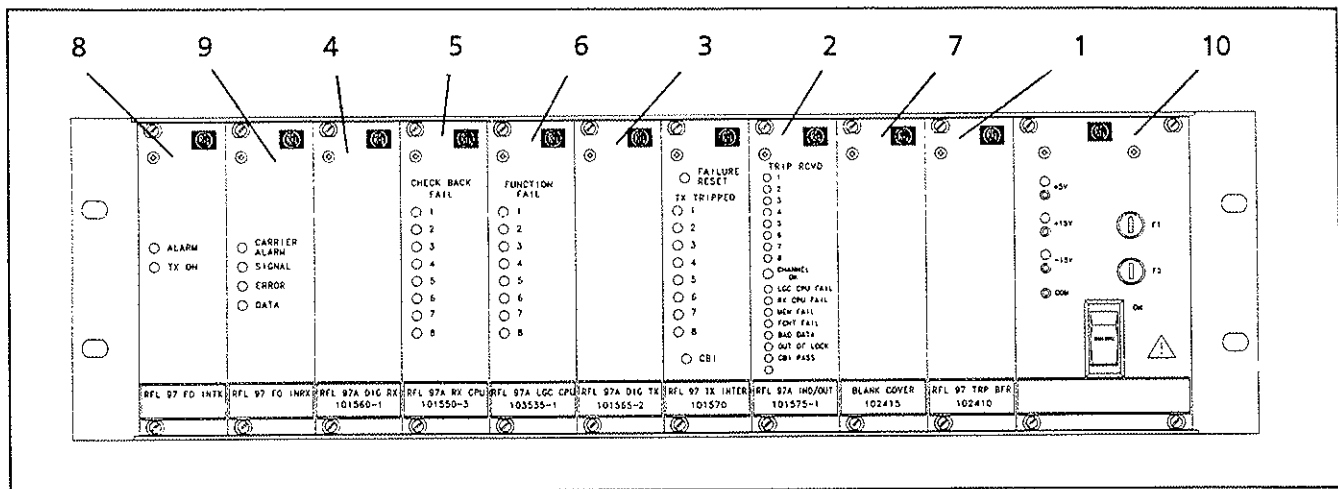 8 9 4 5 6 3 2 7 1 10
ALARM
TX ON
RFL 97 FO INTX
CARRIER
ALARM
SIGNAL
ERROR
DATA
RFL 97 FO INRX
RFL 97A DIG RX
101560-1
CHECK BACK
FAIL
1
2
3
4
5
6
7
8
RFL 97A RX CPU
101550-3
FUNCTION
FAIL
1
2
3
4
5
6
7
8
RFL 97A LGC CPU
103535-1
RFL 97A DIG TX
101565-2
FAILURE
RESET
TX TRIPPED
1
2
3
4
5
6
7
8
CBI
RFL 97 TX INTER
101570
TRIP RCVD
1
2
3
4
5
6
7
8
CHANNEL
OK
LGC CPU FAIL
RX CPU FAIL
MEM FAIL
FCNT FAIL
BAD DATA
OUT OF LOCK
CBI PASS
RFL 97A IND/OUT
101575-1
BLANK COVER
102415
RFL 97 TRP BFR
102410
+5V
+15V
-15V
COM
F1
F2
ON